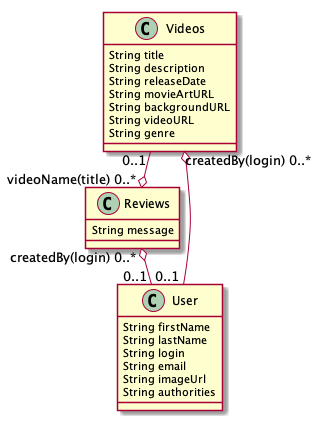 C Videos
String title
String description
String releaseDate
String movieArtURL
String backgroundURL
String videoURL
String genre
0..1
createdBy(login) 0..*
videoName(title) 0..*
C Reviews
String message
createdBy(login) 0..*
0..1
0..1
C User
String firstName
String lastName
String login
String email
String imageUrl
String authorities